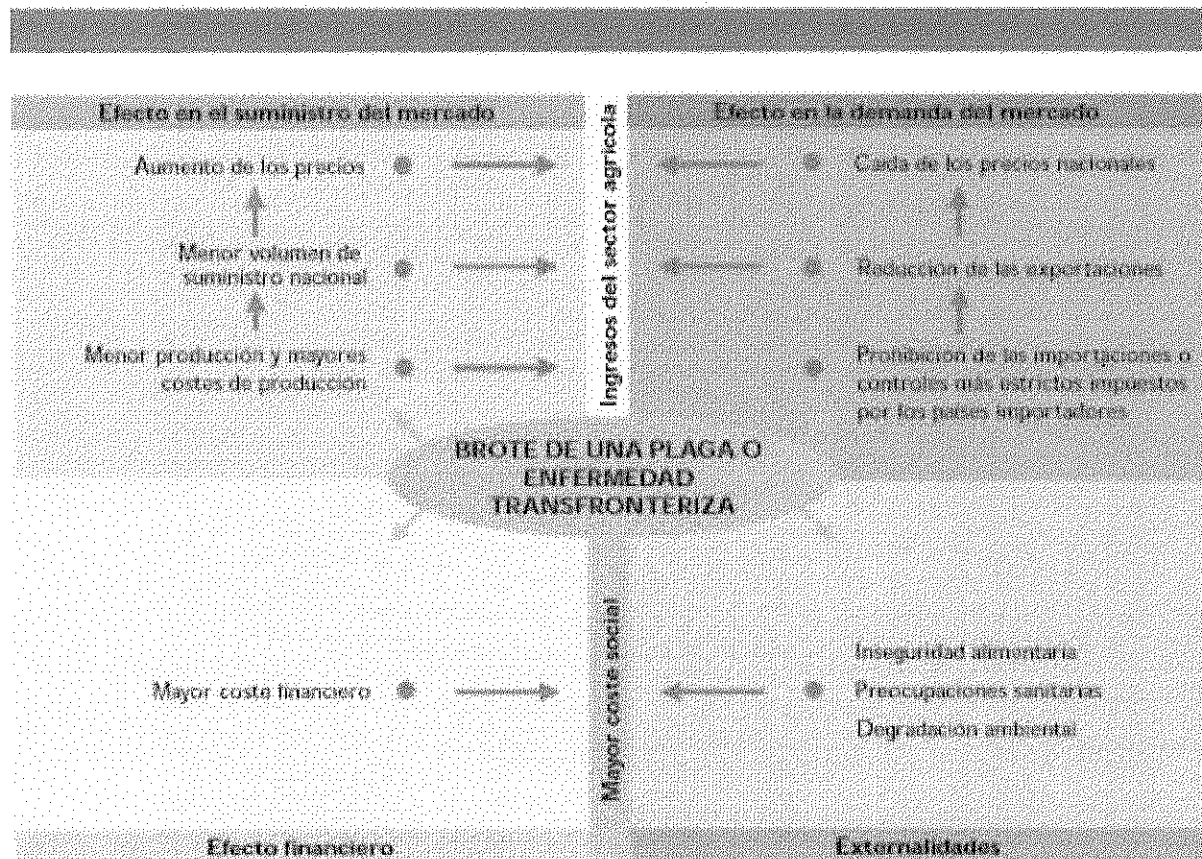 Efecto en el suministro del mercado
Aumento de los precios
Menor volumen de
suministro nacional
Menor producción y mayores
costes de producción
Ingresos del sector agrícola
Efecto en la demanda del mercado
Caída de los precios nacionales
Reducción de las exportaciones
Prohibición de las importaciones o
controles más estrictos impuestos
por los países importadores
BROTE DE UNA PLAGA O
ENFERMEDAD
TRANSFRONTERIZA
Mayor coste financiero
Mayor coste social
Inseguridad alimentaria
Preocupaciones sanitarias
Degradación ambiental
Efecto financiero
Externalidades